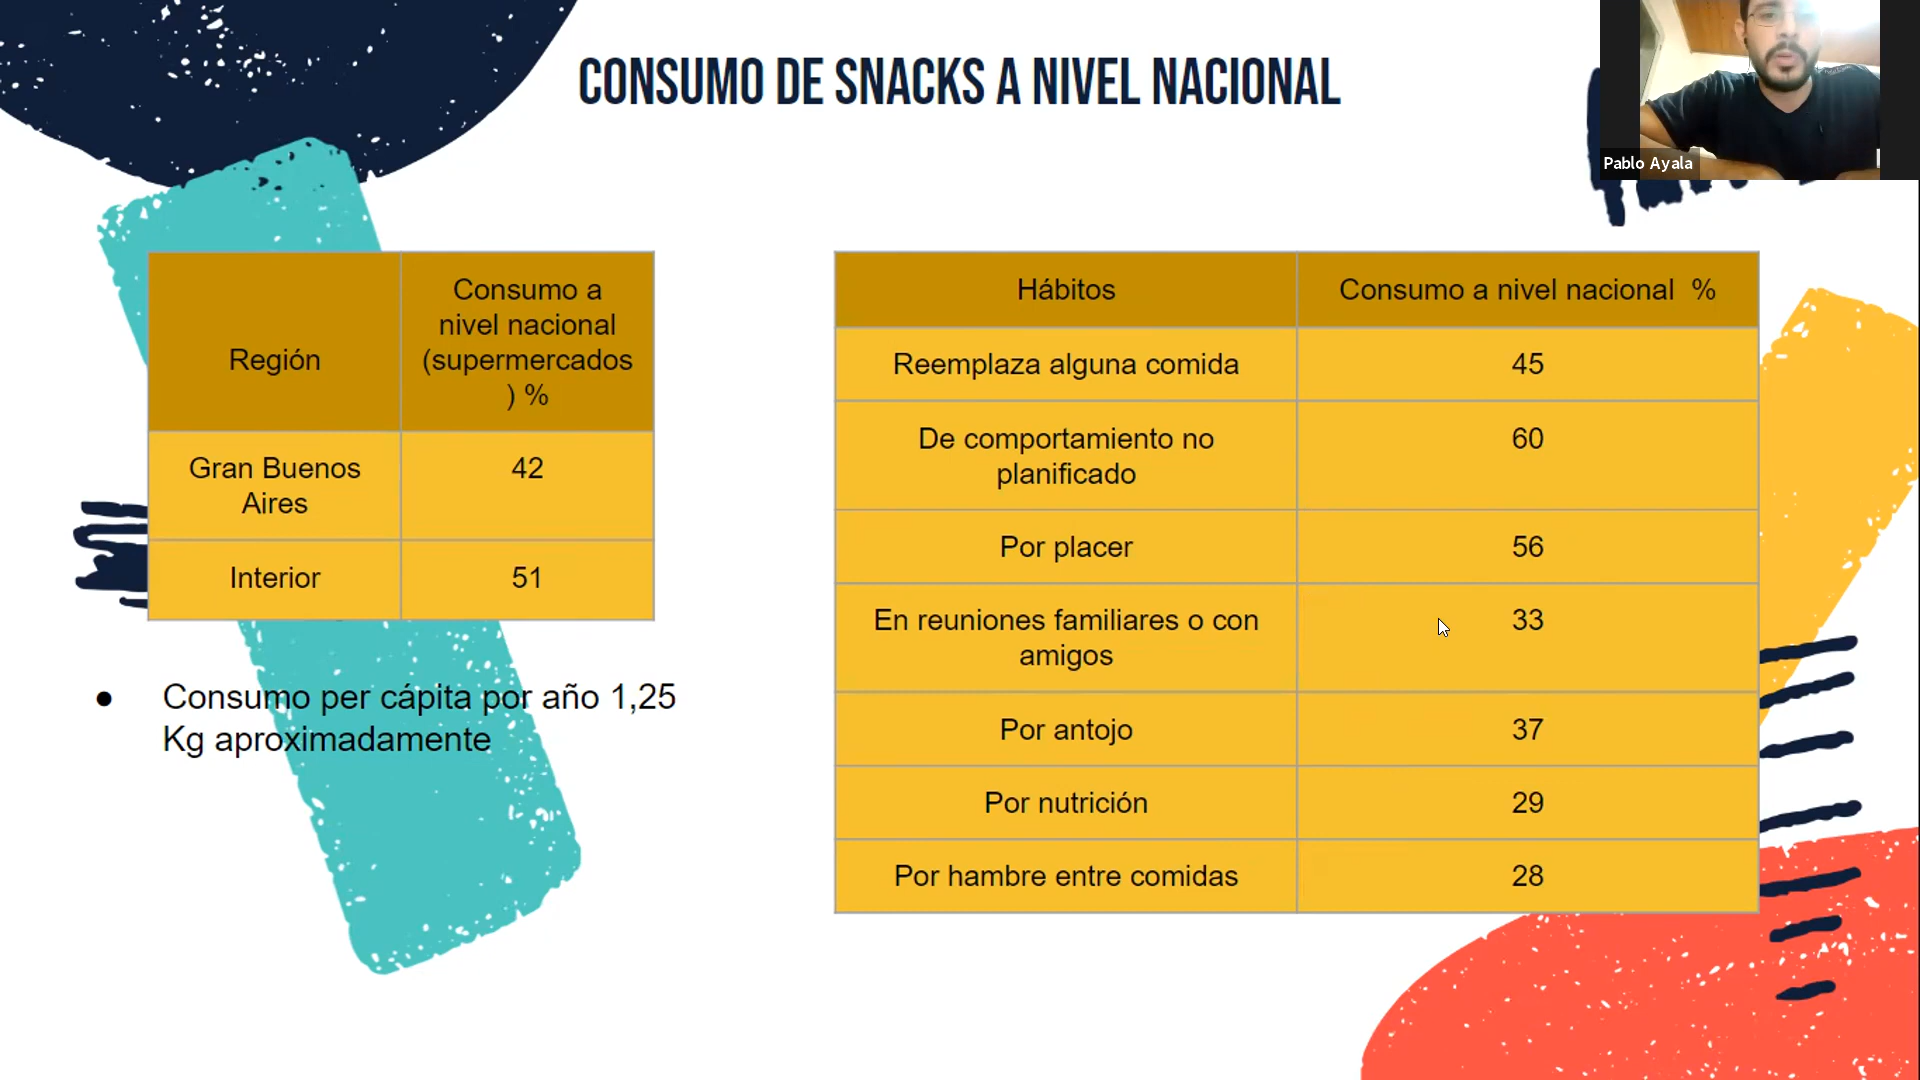 CONSUMO DE SNACKS A NIVEL NACIONAL
Pablo Ayala
Región
Consumo a
nivel nacional
(supermercados
) %
Gran Buenos
Aires
42
Interior
51
● Consumo per cápita por año 1,25
Kg aproximadamente
Hábitos
Consumo a nivel nacional %
Reemplaza alguna comida
45
De comportamiento no
planificado
60
Por placer
56
En reuniones familiares o con
amigos
33
Por antojo
37
Por nutrición
29
Por hambre entre comidas
28